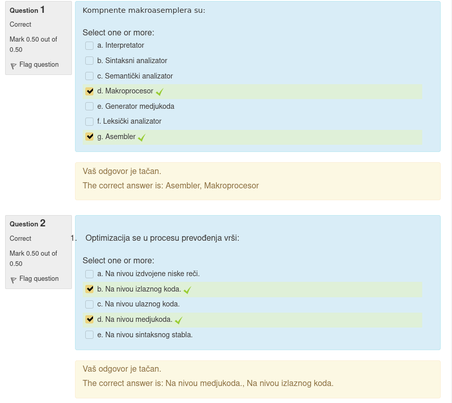 Question 1
Correct
Mark 0.50 out of
0.50
Flag question
Kompnente makroasemplera su:
Select one or more:
a. Interpretator
b. Sintaksni analizator
c. Semantički analizator
d. Makroprocesor
e. Generator medjukoda
f. Leksički analizator
g. Asembler
Vaš odgovor je tačan.
The correct answer is: Asembler, Makroprocesor
Question 2
Correct
Mark 0.50 out of
0.50
Flag question
1. Optimizacija se u procesu prevođenja vrši:
Select one or more:
a. Na nivou izdvojene niske reči.
b. Na nivou izlaznog koda.
c. Na nivou ulaznog koda.
d. Na nivou medjukoda.
e. Na nivou sintaksnog stabla.
Vaš odgovor je tačan.
The correct answer is: Na nivou medjukoda., Na nivou izlaznog koda.